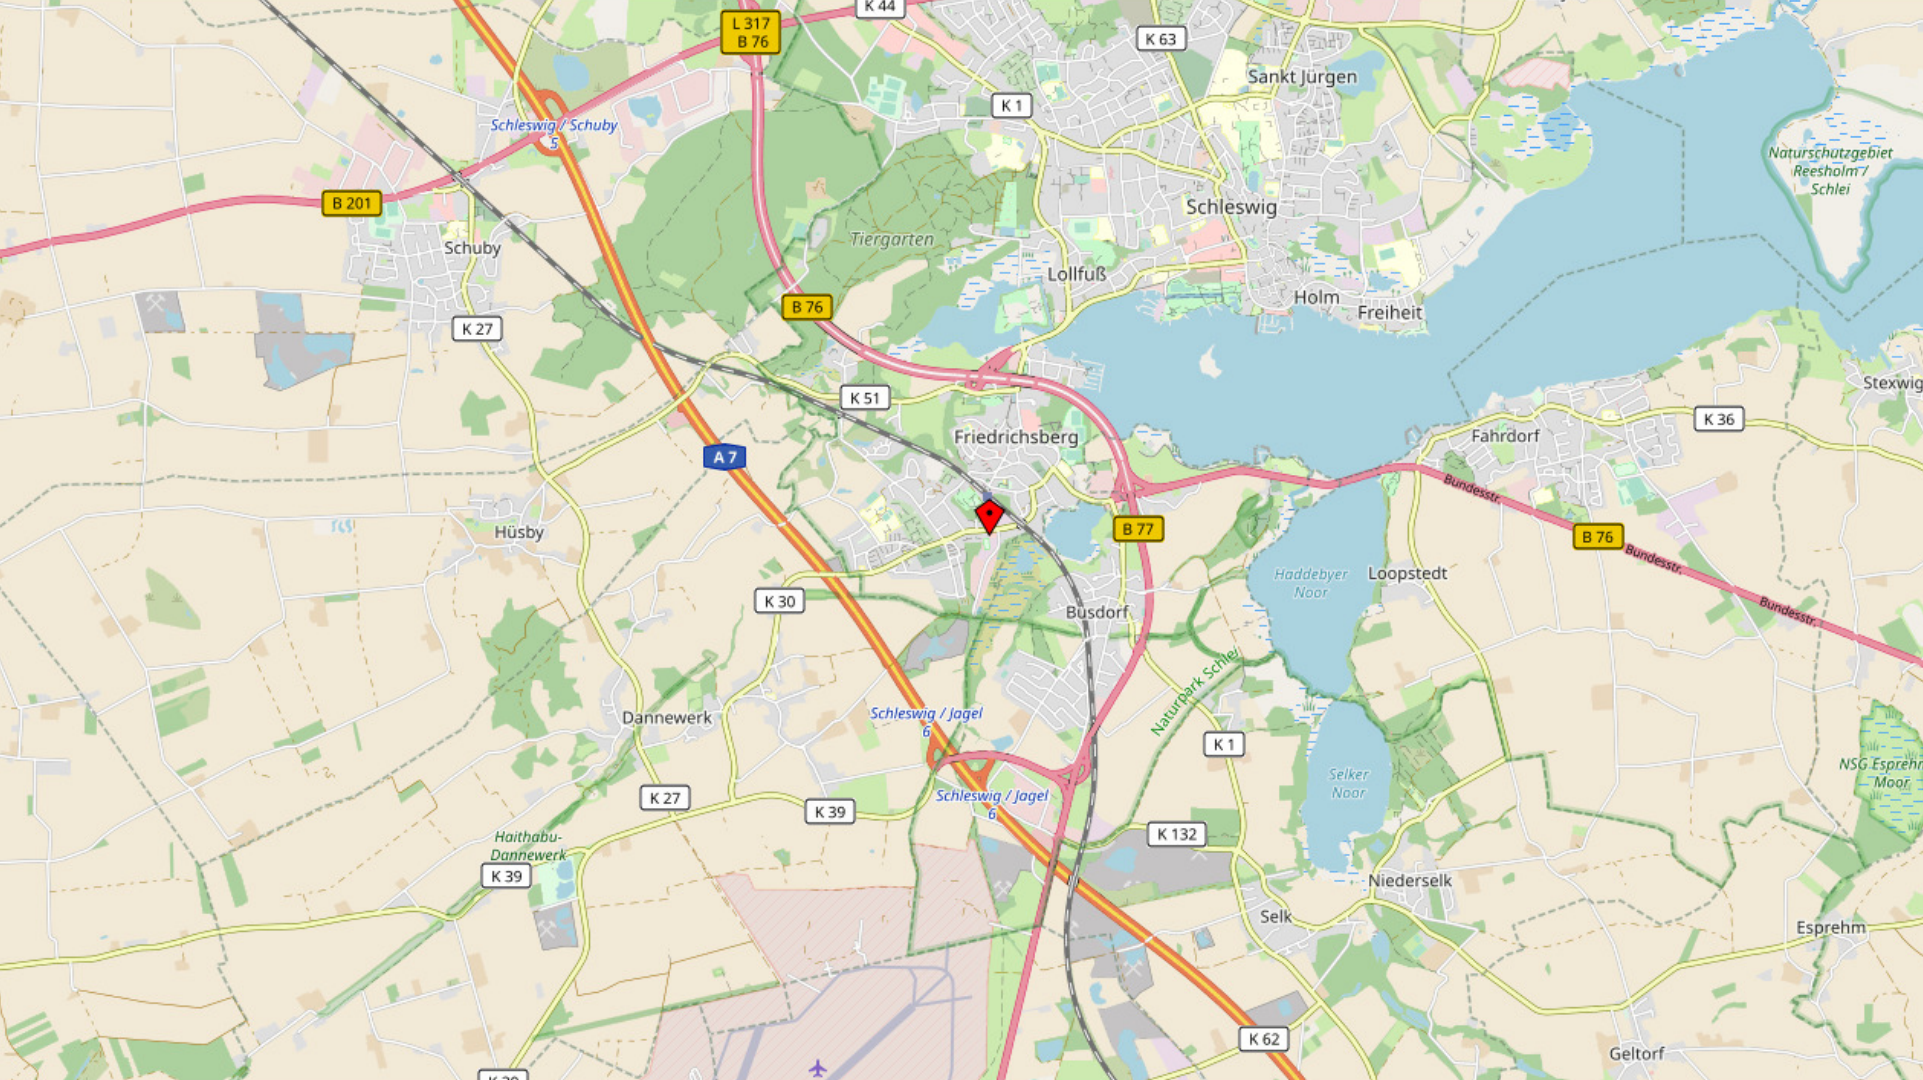 K 44
L 317
B 76
K 63
Sankt Jürgen
K 1
Schleswig / Schuby
5
Naturschutzgebiet
Reesholm /
Schlei
B 201
Schleswig
Tiergarten
Schuby
Lollfuß
Holm
B 76
Freiheit
K 27
Stexwig
K 51
K 36
Friedrichsberg
Fahrdorf
A 7
Bundesstr.
Hüsby
B 77
B 76
Bundesstr.
Haddebyer
Noor
Loopstedt
K 30
Busdorf
Bundesstr.
Naturpark Schlei
Schleswig / Jagel
6
Dannewerk
K 1
NSG Esprehm
Moor
Selker
Noor
K 27
Schleswig / Jagel
6
K 39
K 132
Haithabu-
Dannewerk
K 39
Niederselk
Selk
Esprehm
K 62
Geltorf